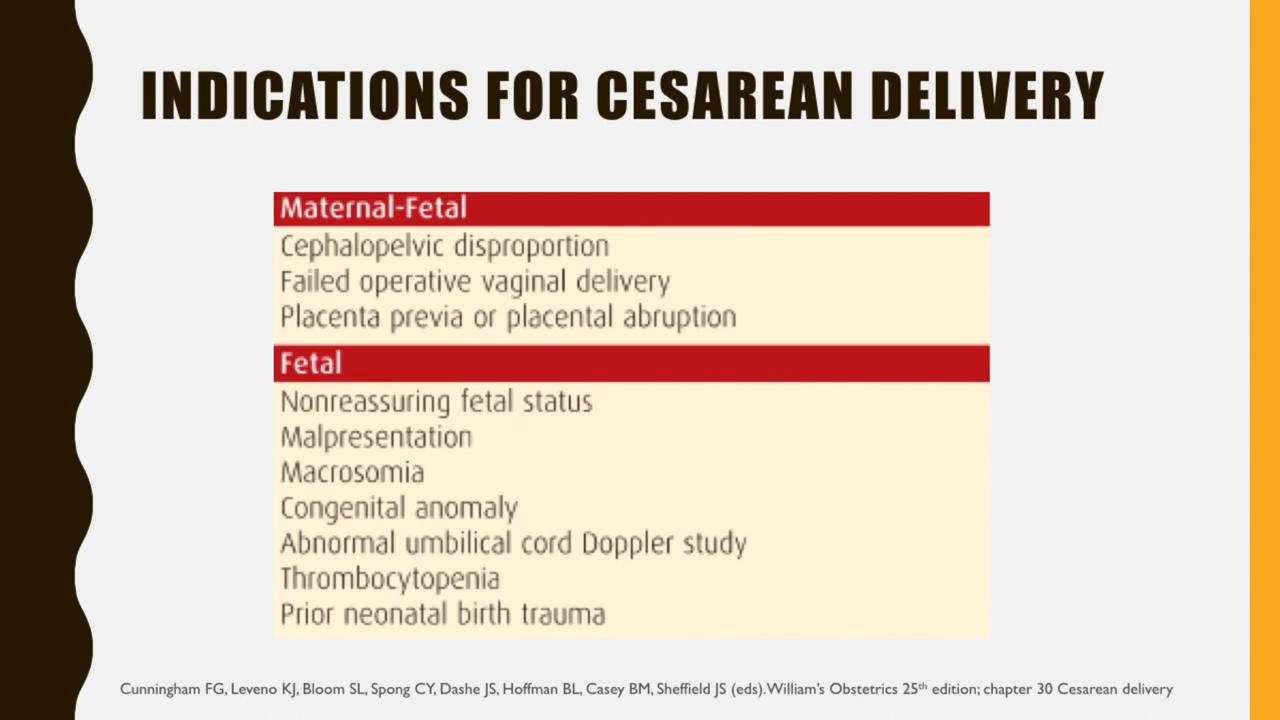 INDICATIONS FOR CESAREAN DELIVERY
Maternal-Fetal
Cephalopelvic disproportion
Failed operative vaginal delivery
Placenta previa or placental abruption
Fetal
Nonreassuring fetal status
Malpresentation
Macrosomia
Congenital anomaly
Abnormal umbilical cord Doppler study
Thrombocytopenia
Prior neonatal birth trauma
Cunningham FG, Leveno KJ, Bloom SL, Spong CY, Dashe JS, Hoffman BL, Casey BM, Sheffield JS (eds).William's Obstetrics 25th edition; chapter 30 Cesarean delivery